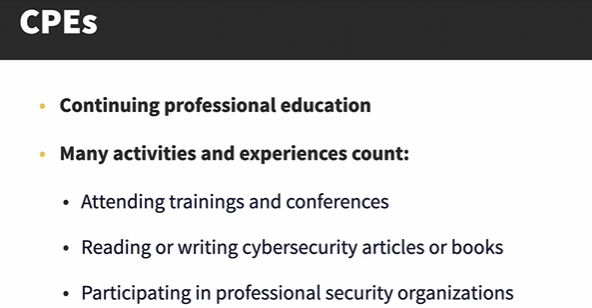 CPEs
Continuing professional education
Many activities and experiences count:
Attending trainings and conferences
Reading or writing cybersecurity articles or books
Participating in professional security organizations